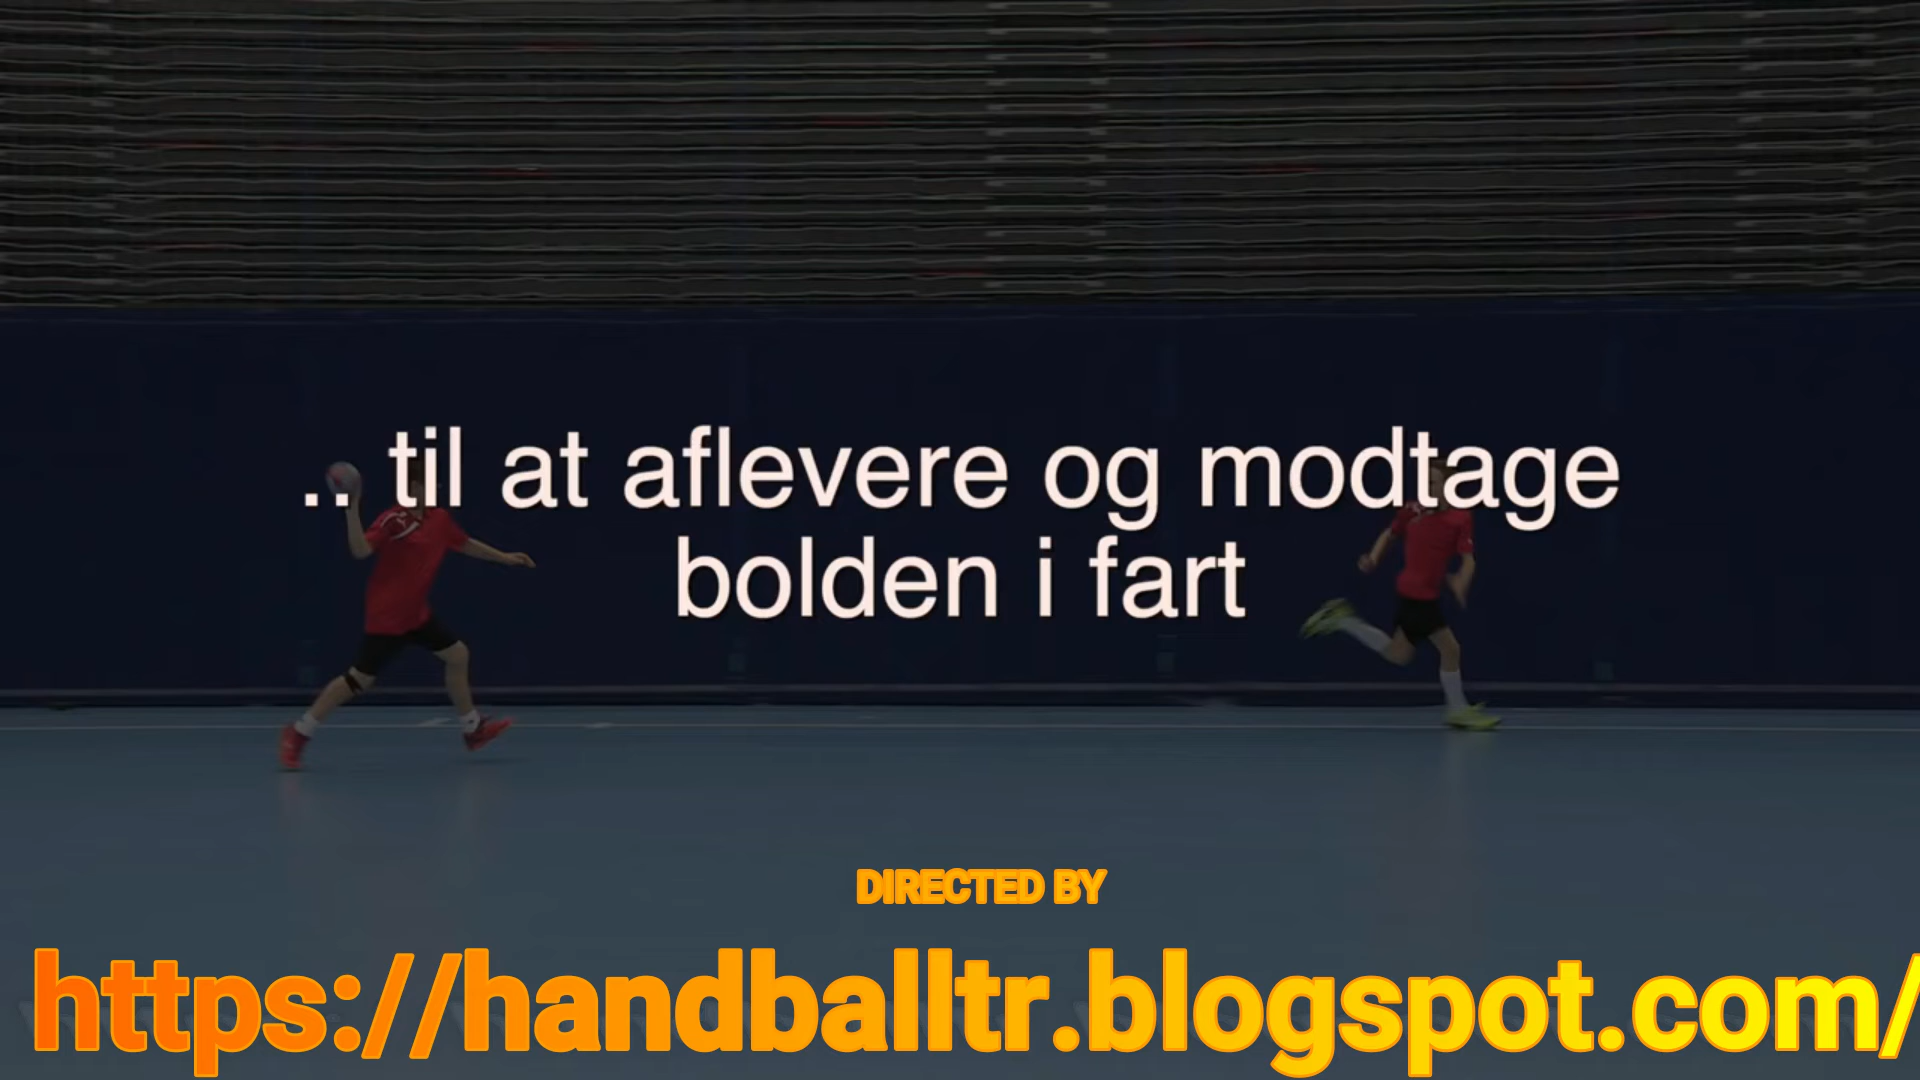 .. til at aflevere og modtage
bolden i fart
DIRECTED BY
https://handballtr.blogspot.com/